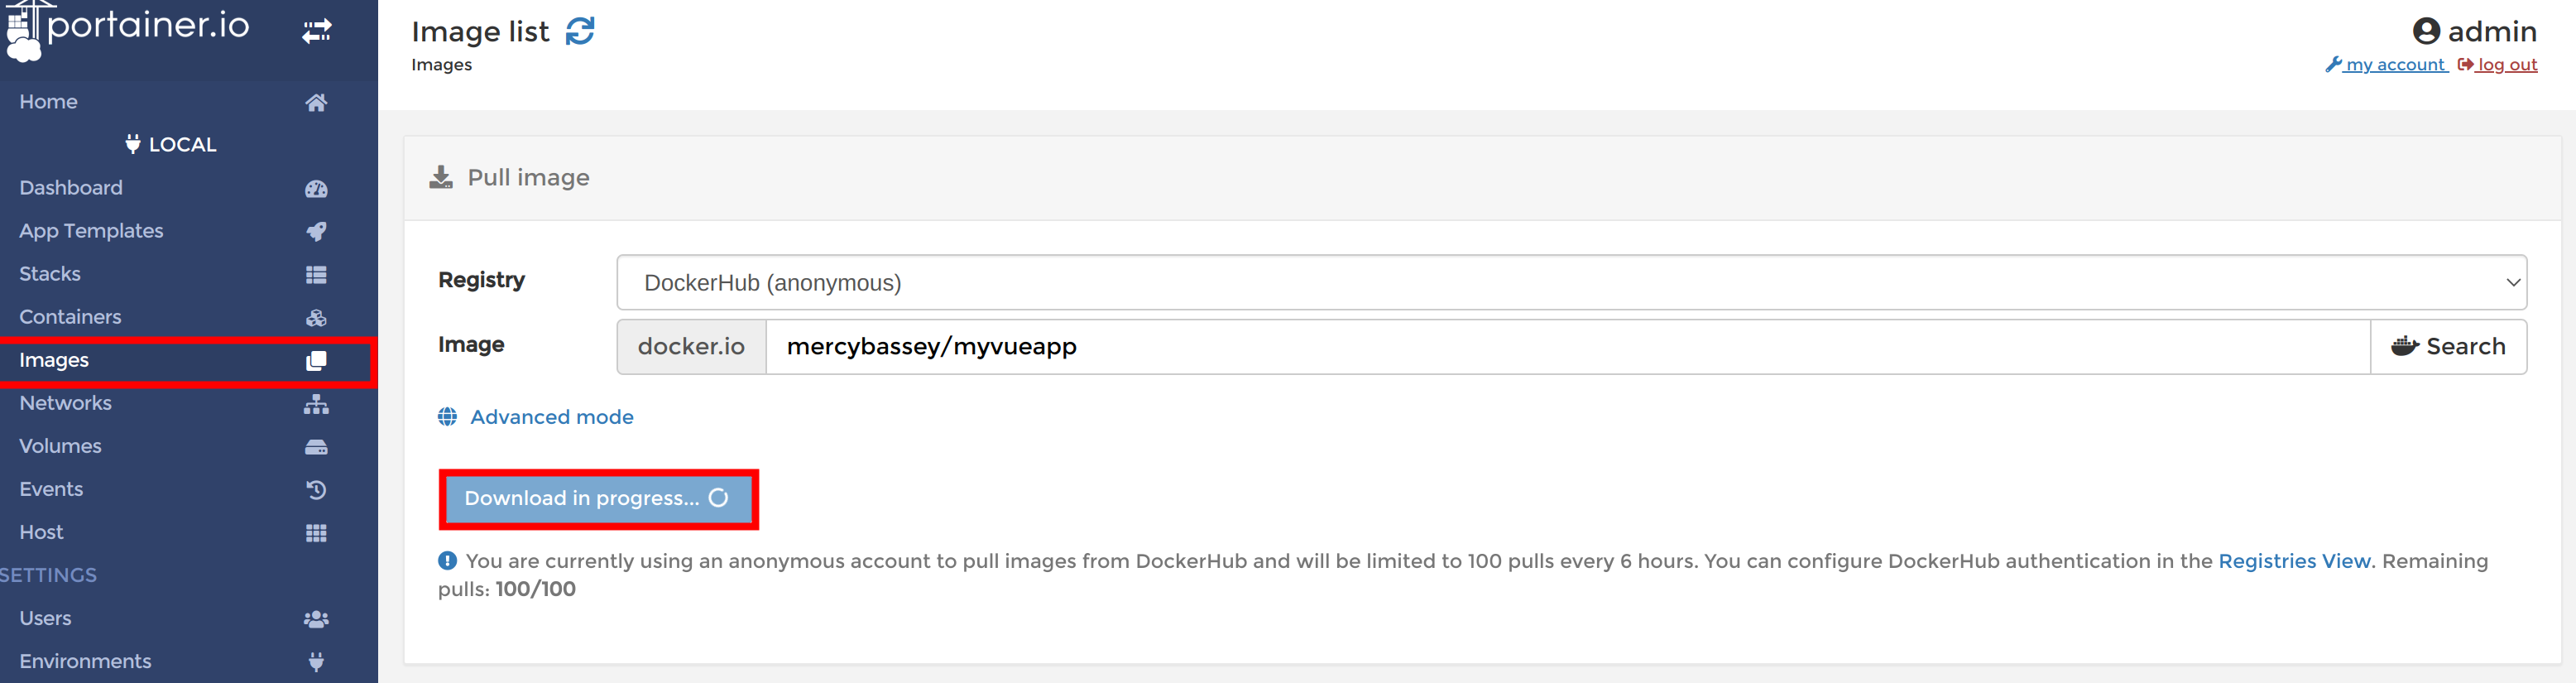 portainer.io
Home
LOCAL
Dashboard
App Templates
Stacks
Containers
Images
Networks
Volumes
Events
Host
SETTINGS
Users
Environments
Image list
Images
admin
my account log out
Pull image
Registry DockerHub (anonymous)
Image docker.io mercybassey/myvueapp Search
Advanced mode
Download in progress...
You are currently using an anonymous account to pull images from DockerHub and will be limited to 100 pulls every 6 hours. You can configure DockerHub authentication in the Registries View. Remaining
pulls: 100/100